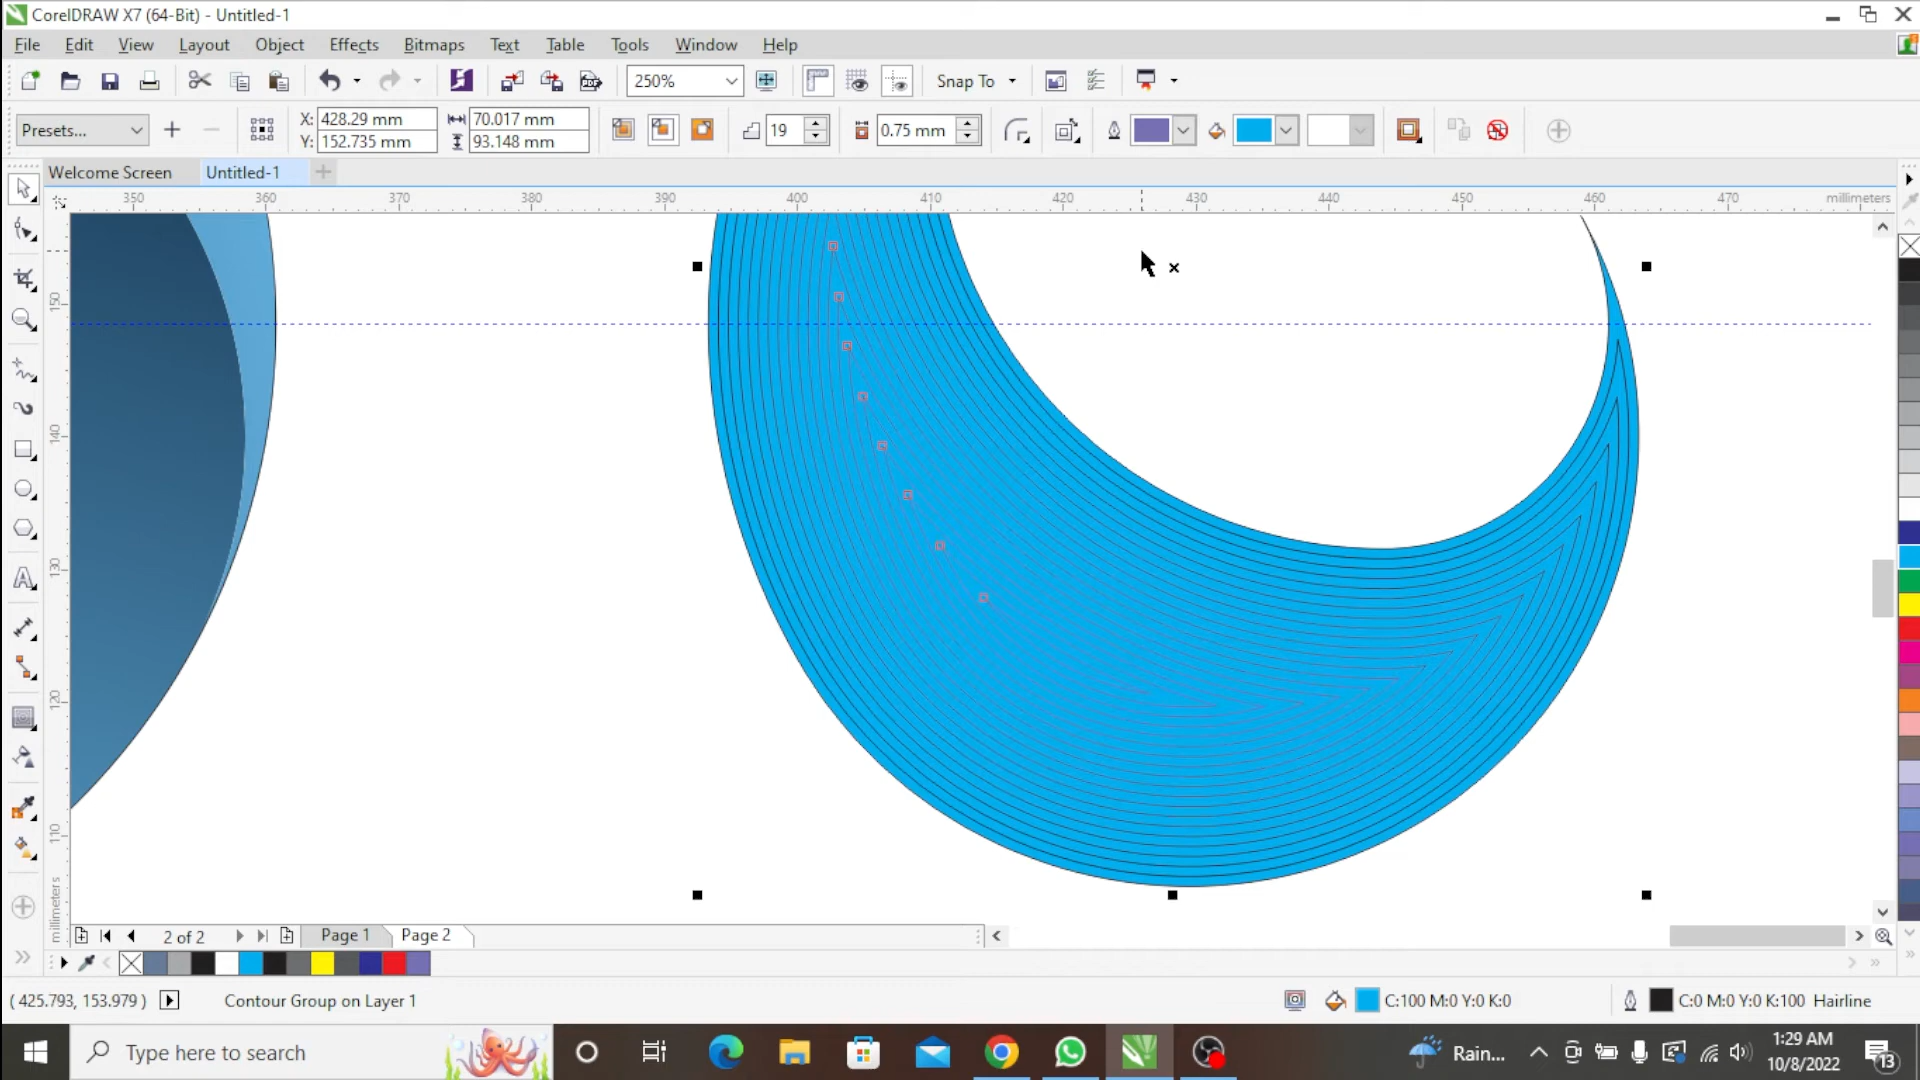 CorelDRAW X7 (64-Bit) - Untitled-1
File Edit View Layout Object Effects Bitmaps Text Table Tools Window Help
250% Snap To
Presets... X: 428.29 mm 70.017 mm 19 0.75 mm
Y: 152.735 mm 93.148 mm
Welcome Screen Untitled-1
350 360 370 380 390 400 410 420 430 440 450 460 470 millimeters
150
140
130
120
110
millimeters
2 of 2 Page 1 Page 2
( 425.793, 153.979 ) Contour Group on Layer 1 C:100 M:0 Y:0 K:0 C:0 M:0 Y:0 K:100 Hairline
Type here to search Rain... 1:29 AM
10/8/2022 13